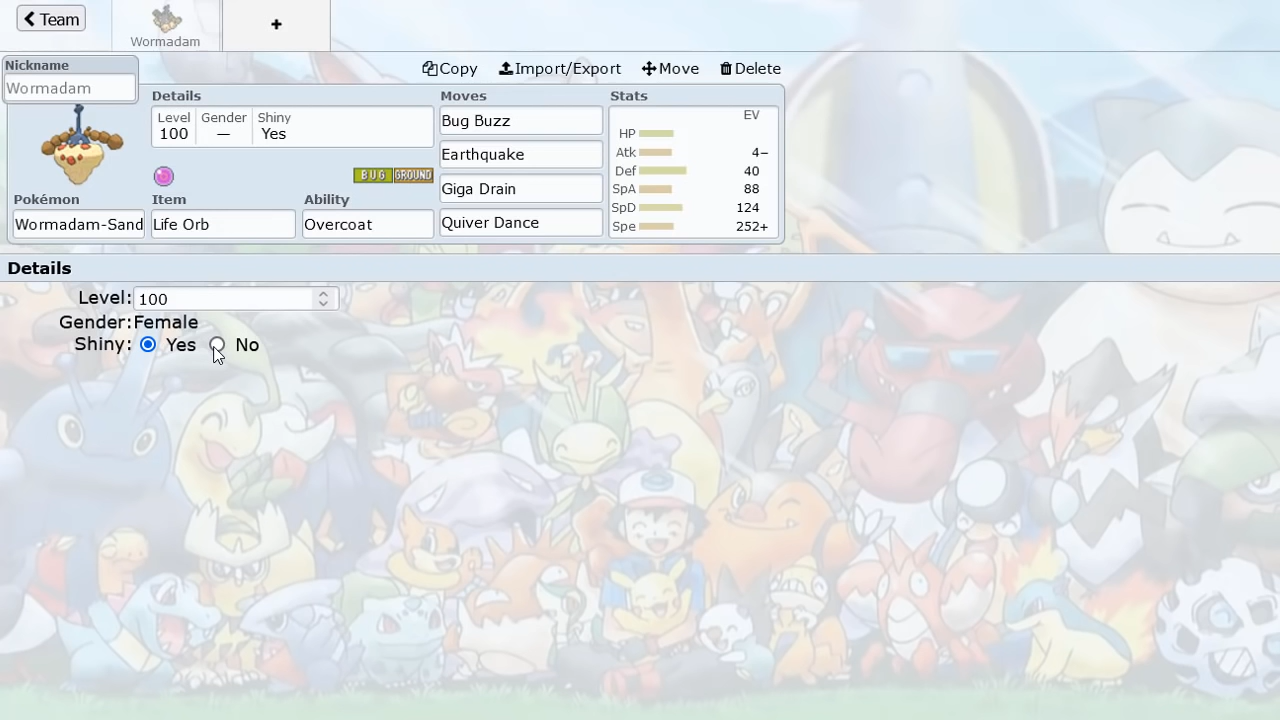 Team
Wormadam
+
Nickname
Wormadam
Copy
Import/Export
Move
Delete
Details
Level
100
Gender
—
Shiny
Yes
BUG GROUND
Pokémon
Wormadam-Sand
Item
Life Orb
Ability
Overcoat
Moves
Bug Buzz
Earthquake
Giga Drain
Quiver Dance
Stats
EV
HP
Atk 4−
Def 40
SpA 88
SpD 124
Spe 252+
Details
Level: 100
Gender: Female
Shiny: Yes No